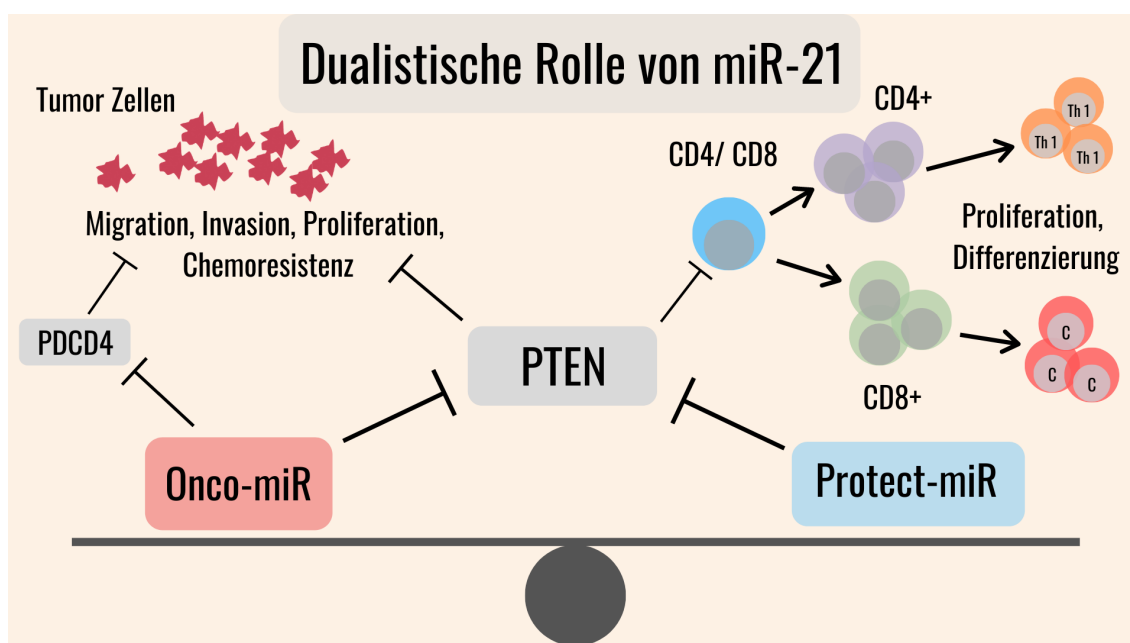 Dualistische Rolle von miR-21
Tumor Zellen
Migration, Invasion, Proliferation,
Chemoresistenz
PDCD4
PTEN
Onco-miR
Protect-miR
CD4/ CD8
CD4+
Th 1
Th 1
Th 1
Proliferation,
Differenzierung
CD8+
C
C
C